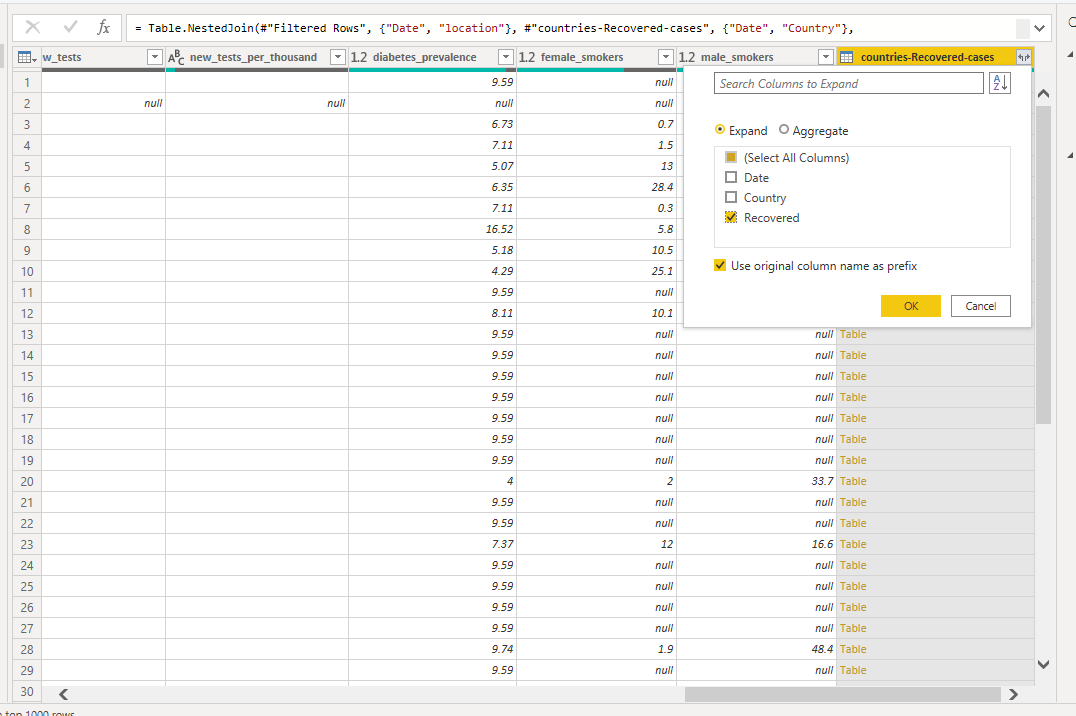 fx = Table.NestedJoin(#"Filtered Rows", {"Date", "location"}, #"countries-Recovered-cases", {"Date", "Country"},
w_tests ABC new_tests_per_thousand 1.2 diabetes_prevalence 1.2 female_smokers 1.2 male_smokers countries-Recovered-cases
Search Columns to Expand AZ
Expand Aggregate
(Select All Columns)
Date
Country
Recovered
Use original column name as prefix
OK Cancel
1 9.59 null
2 null null null null
3 6.73 0.7
4 7.11 1.5
5 5.07 13
6 6.35 28.4
7 7.11 0.3
8 16.52 5.8
9 5.18 10.5
10 4.29 25.1
11 9.59 null
12 8.11 10.1
13 9.59 null null Table
14 9.59 null null Table
15 9.59 null null Table
16 9.59 null null Table
17 9.59 null null Table
18 9.59 null null Table
19 9.59 null null Table
20 4 2 33.7 Table
21 9.59 null null Table
22 9.59 null null Table
23 7.37 12 16.6 Table
24 9.59 null null Table
25 9.59 null null Table
26 9.59 null null Table
27 9.59 null null Table
28 9.74 1.9 48.4 Table
29 9.59 null null Table
30
top 1000 rows